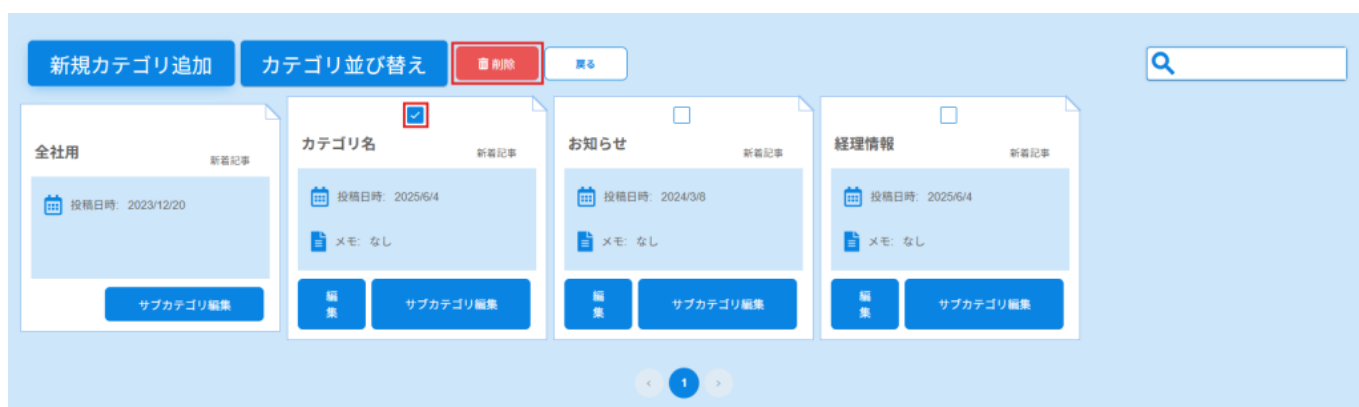 新規カテゴリ追加 カテゴリ並び替え 削除 戻る
全社用 新着記事
投稿日時: 2023/12/20
サブカテゴリ編集
カテゴリ名 新着記事
投稿日時: 2025/6/4
メモ: なし
編集 サブカテゴリ編集
お知らせ 新着記事
投稿日時: 2024/3/8
メモ: なし
編集 サブカテゴリ編集
経理情報 新着記事
投稿日時: 2025/6/4
メモ: なし
編集 サブカテゴリ編集
1